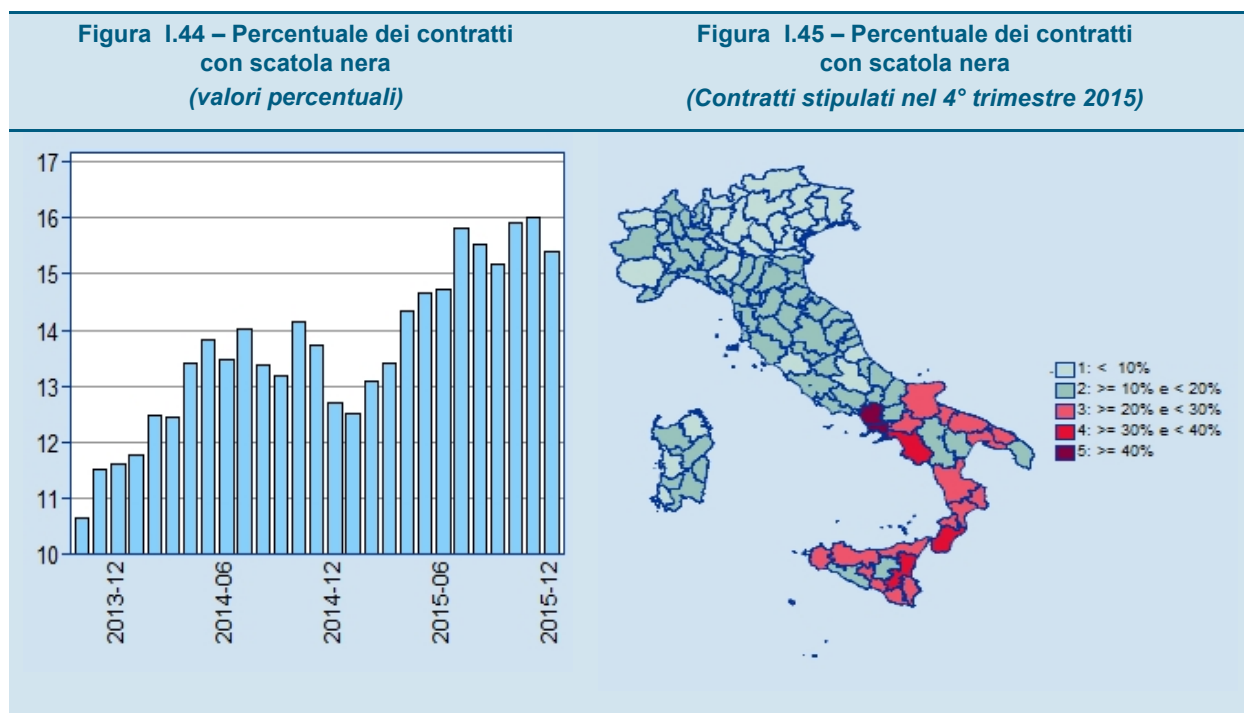 Figura I.44 – Percentuale dei contratti
con scatola nera
(valori percentuali)
Figura I.45 – Percentuale dei contratti
con scatola nera
(Contratti stipulati nel 4° trimestre 2015)
17
16
15
14
13
12
11
10
2013-12
2014-06
2014-12
2015-06
2015-12
1: < 10%
2: >= 10% e < 20%
3: >= 20% e < 30%
4: >= 30% e < 40%
5: >= 40%